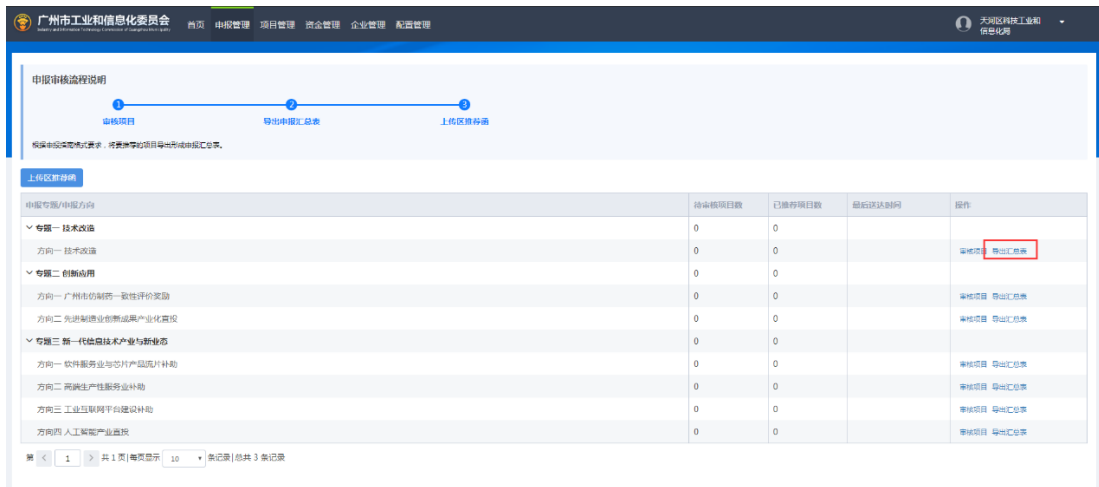 广州市工业和信息化委员会 首页 申报管理 项目管理 资金管理 企业管理 配置管理 天河区科技工业和
信息化局
申报审核流程说明
1 2 3
审核项目 导出申报汇总表 上传区推荐函
根据申报指南格式要求，将要推荐的项目导出形成申报汇总表。
上传区推荐函
申报专题/申报方向 待审核项目数 已推荐项目数 最后送达时间 操作
专题一 技术改造 0 0
方向一 技术改造 0 0 审核项目 导出汇总表
专题二 创新应用 0 0
方向一 广州市仿制药一致性评价奖励 0 0 审核项目 导出汇总表
方向二 先进制造业创新成果产业化直投 0 0 审核项目 导出汇总表
专题三 新一代信息技术产业与新业态 0 0
方向一 软件服务业与芯片产品流片补助 0 0 审核项目 导出汇总表
方向二 高端生产性服务业补助 0 0 审核项目 导出汇总表
方向三 工业互联网平台建设补助 0 0 审核项目 导出汇总表
方向四 人工智能产业直投 0 0 审核项目 导出汇总表
第 < 1 > 共 1 页|每页显示 10 条记录|总共 3 条记录